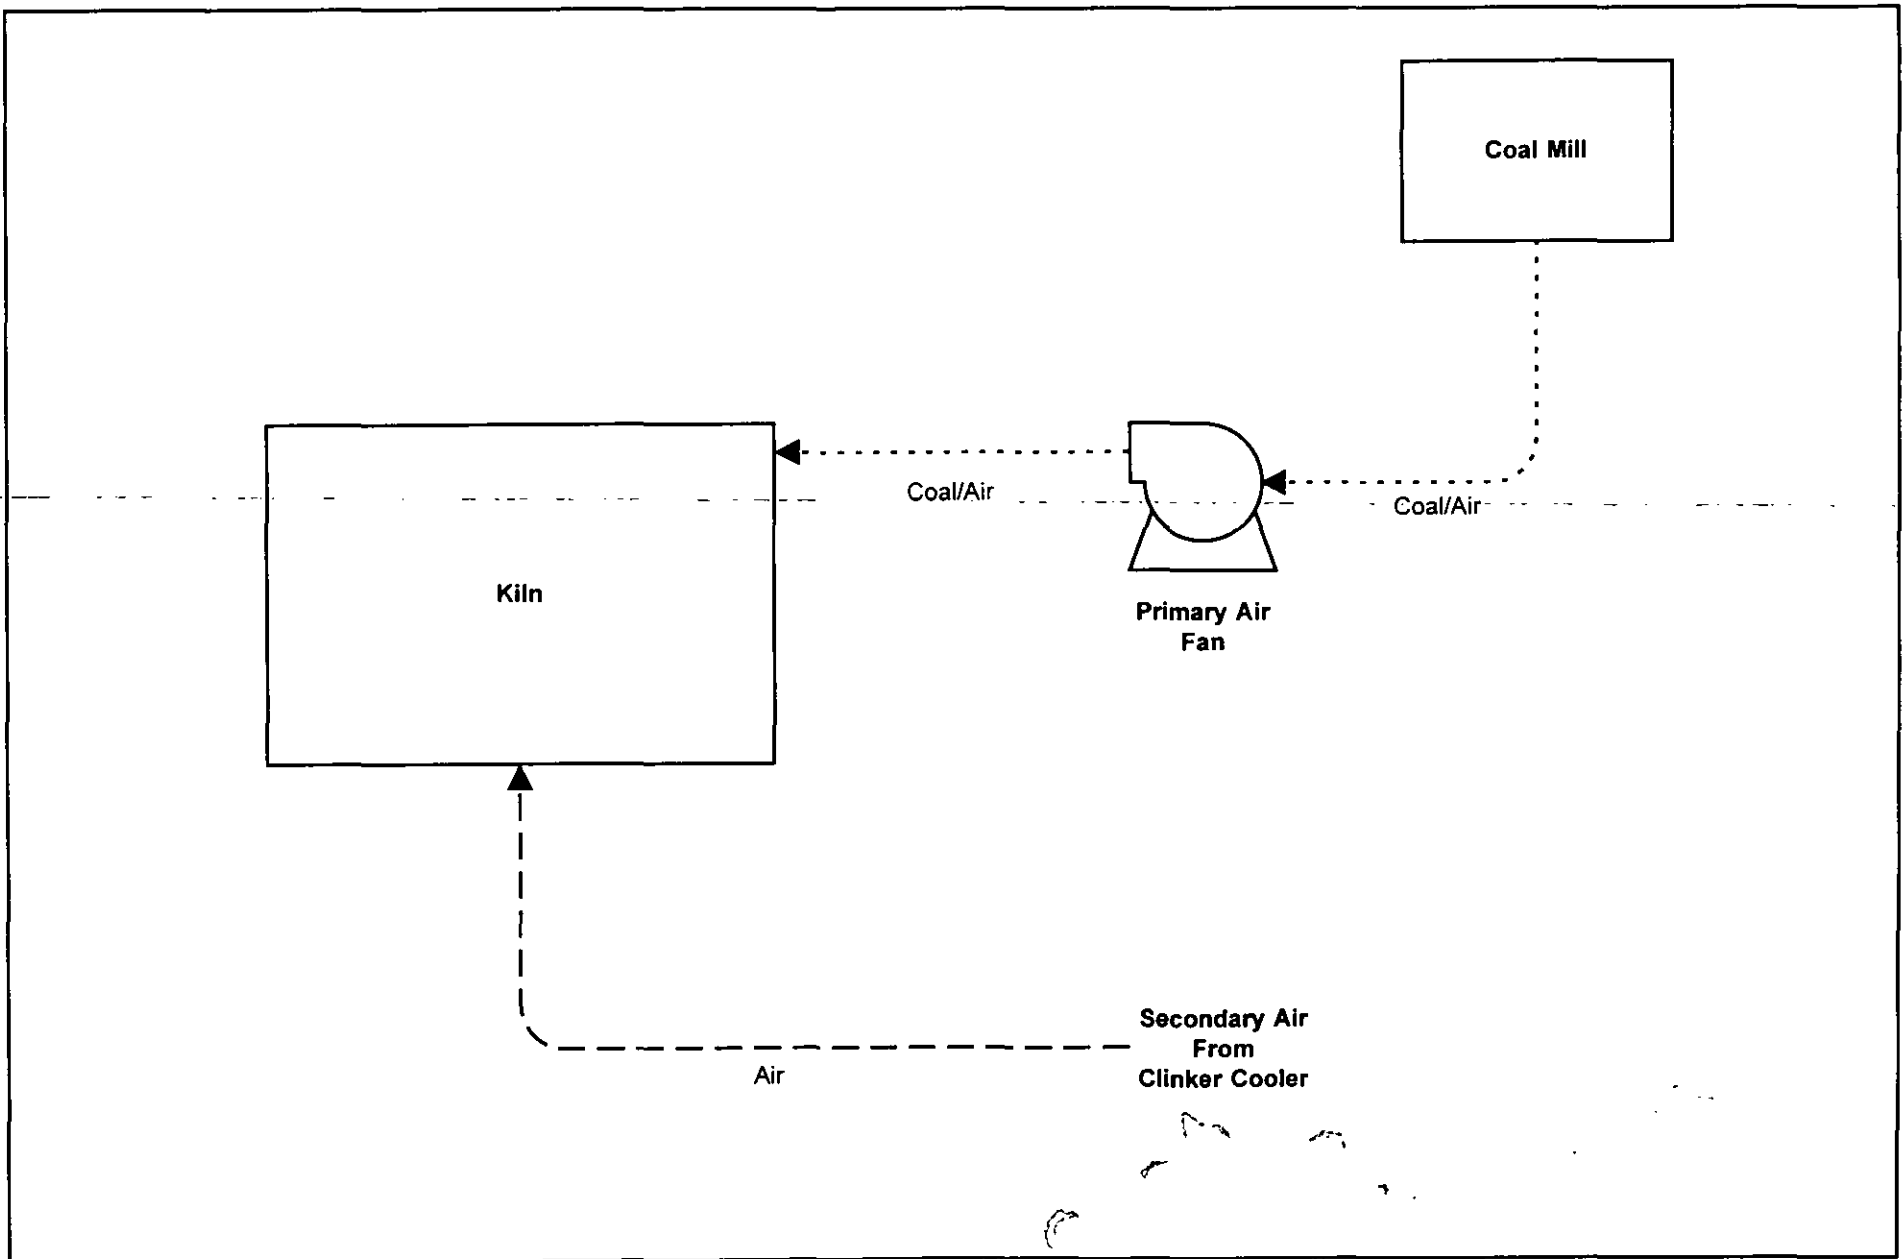 Coal Mill
Coal/Air
Coal/Air
Kiln
Primary Air
Fan
Secondary Air
From
Clinker Cooler
Air